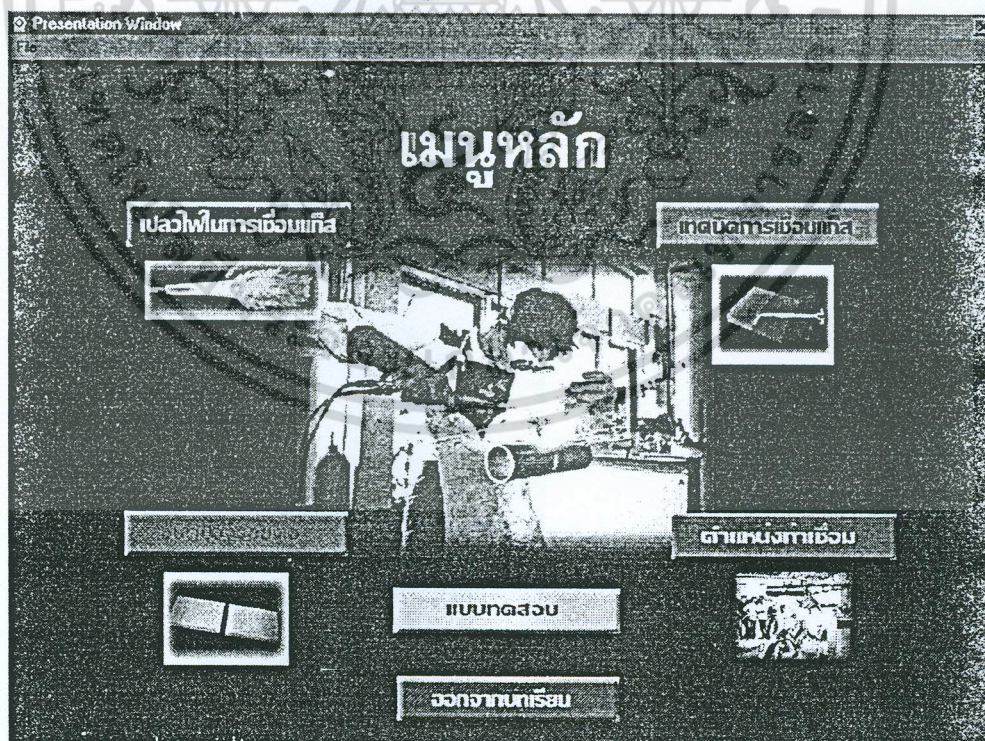 Presentation Window
File
เมนูหลัก
เปลวไฟในการเชื่อมแก๊ส
เทคนิคการเชื่อมแก๊ส
ตำแหน่งท่าเชื่อม
แบบทดสอบ
ออกจากบทเรียน